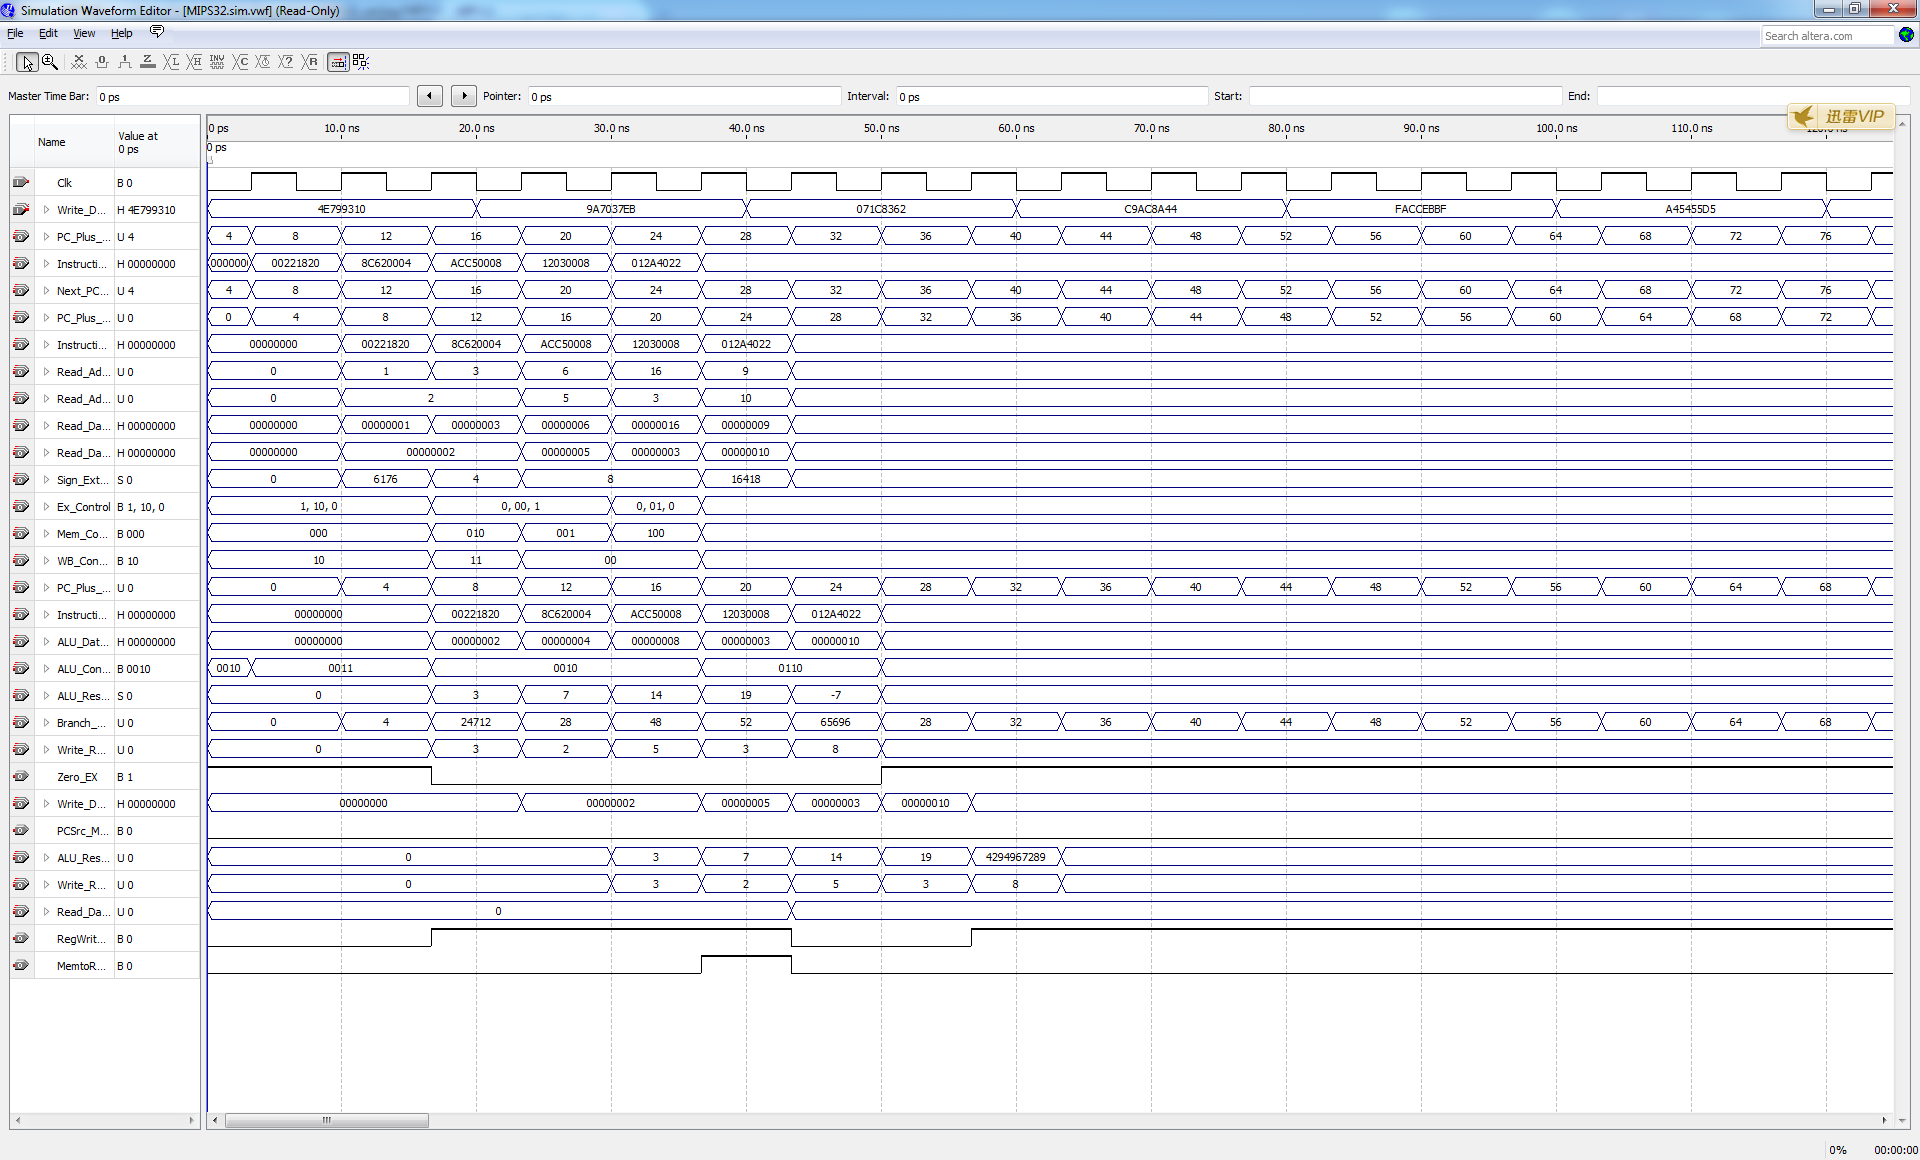 Simulation Waveform Editor - [MIPS32.sim.vwf] (Read-Only)
File Edit View Help
Search altera.com
Master Time Bar: 0 ps Pointer: 0 ps Interval: 0 ps Start: End:
迅雷VIP
Name Value at 0 ps
0 ps 10.0 ns 20.0 ns 30.0 ns 40.0 ns 50.0 ns 60.0 ns 70.0 ns 80.0 ns 90.0 ns 100.0 ns 110.0 ns
0 ps
Clk B 0
Write_D... H 4E799310 4E799310 9A7037EB 071C8362 C9AC8A44 FACCEBBF A45455D5
PC_Plus_... U 4 4 8 12 16 20 24 28 32 36 40 44 48 52 56 60 64 68 72 76
Instructi... H 00000000 00221820 8C620004 ACC50008 12030008 012A4022
Next_PC... U 4 4 8 12 16 20 24 28 32 36 40 44 48 52 56 60 64 68 72 76
PC_Plus_... U 0 0 4 8 12 16 20 24 28 32 36 40 44 48 52 56 60 64 68 72
Instructi... H 00000000 00000000 00221820 8C620004 ACC50008 12030008 012A4022
Read_Ad... U 0 0 1 3 6 16 9
Read_Ad... U 0 0 2 5 3 10
Read_Da... H 00000000 00000000 00000001 00000003 00000006 00000016 00000009
Read_Da... H 00000000 00000000 00000002 00000005 00000003 00000010
Sign_Ext... S 0 0 6176 4 8 16418
Ex_Control B 1, 10, 0 1, 10, 0 0, 00, 1 0, 01, 0
Mem_Co... B 000 000 010 001 100
WB_Con... B 10 10 11 00
PC_Plus_... U 0 0 4 8 12 16 20 24 28 32 36 40 44 48 52 56 60 64 68
Instructi... H 00000000 00000000 00221820 8C620004 ACC50008 12030008 012A4022
ALU_Dat... H 00000000 00000000 00000002 00000004 00000008 00000003 00000010
ALU_Con... B 0010 0010 0011 0010 0110
ALU_Res... S 0 0 3 7 14 19 -7
Branch_... U 0 0 4 24712 28 48 52 65696 28 32 36 40 44 48 52 56 60 64 68
Write_R... U 0 0 3 2 5 3 8
Zero_EX B 1
Write_D... H 00000000 00000000 00000002 00000005 00000003 00000010
PCSrc_M... B 0
ALU_Res... U 0 0 3 7 14 19 4294967289
Write_R... U 0 0 3 2 5 3 8
Read_Da... U 0 0
RegWrit... B 0
MemtoR... B 0
0% 00:00:00